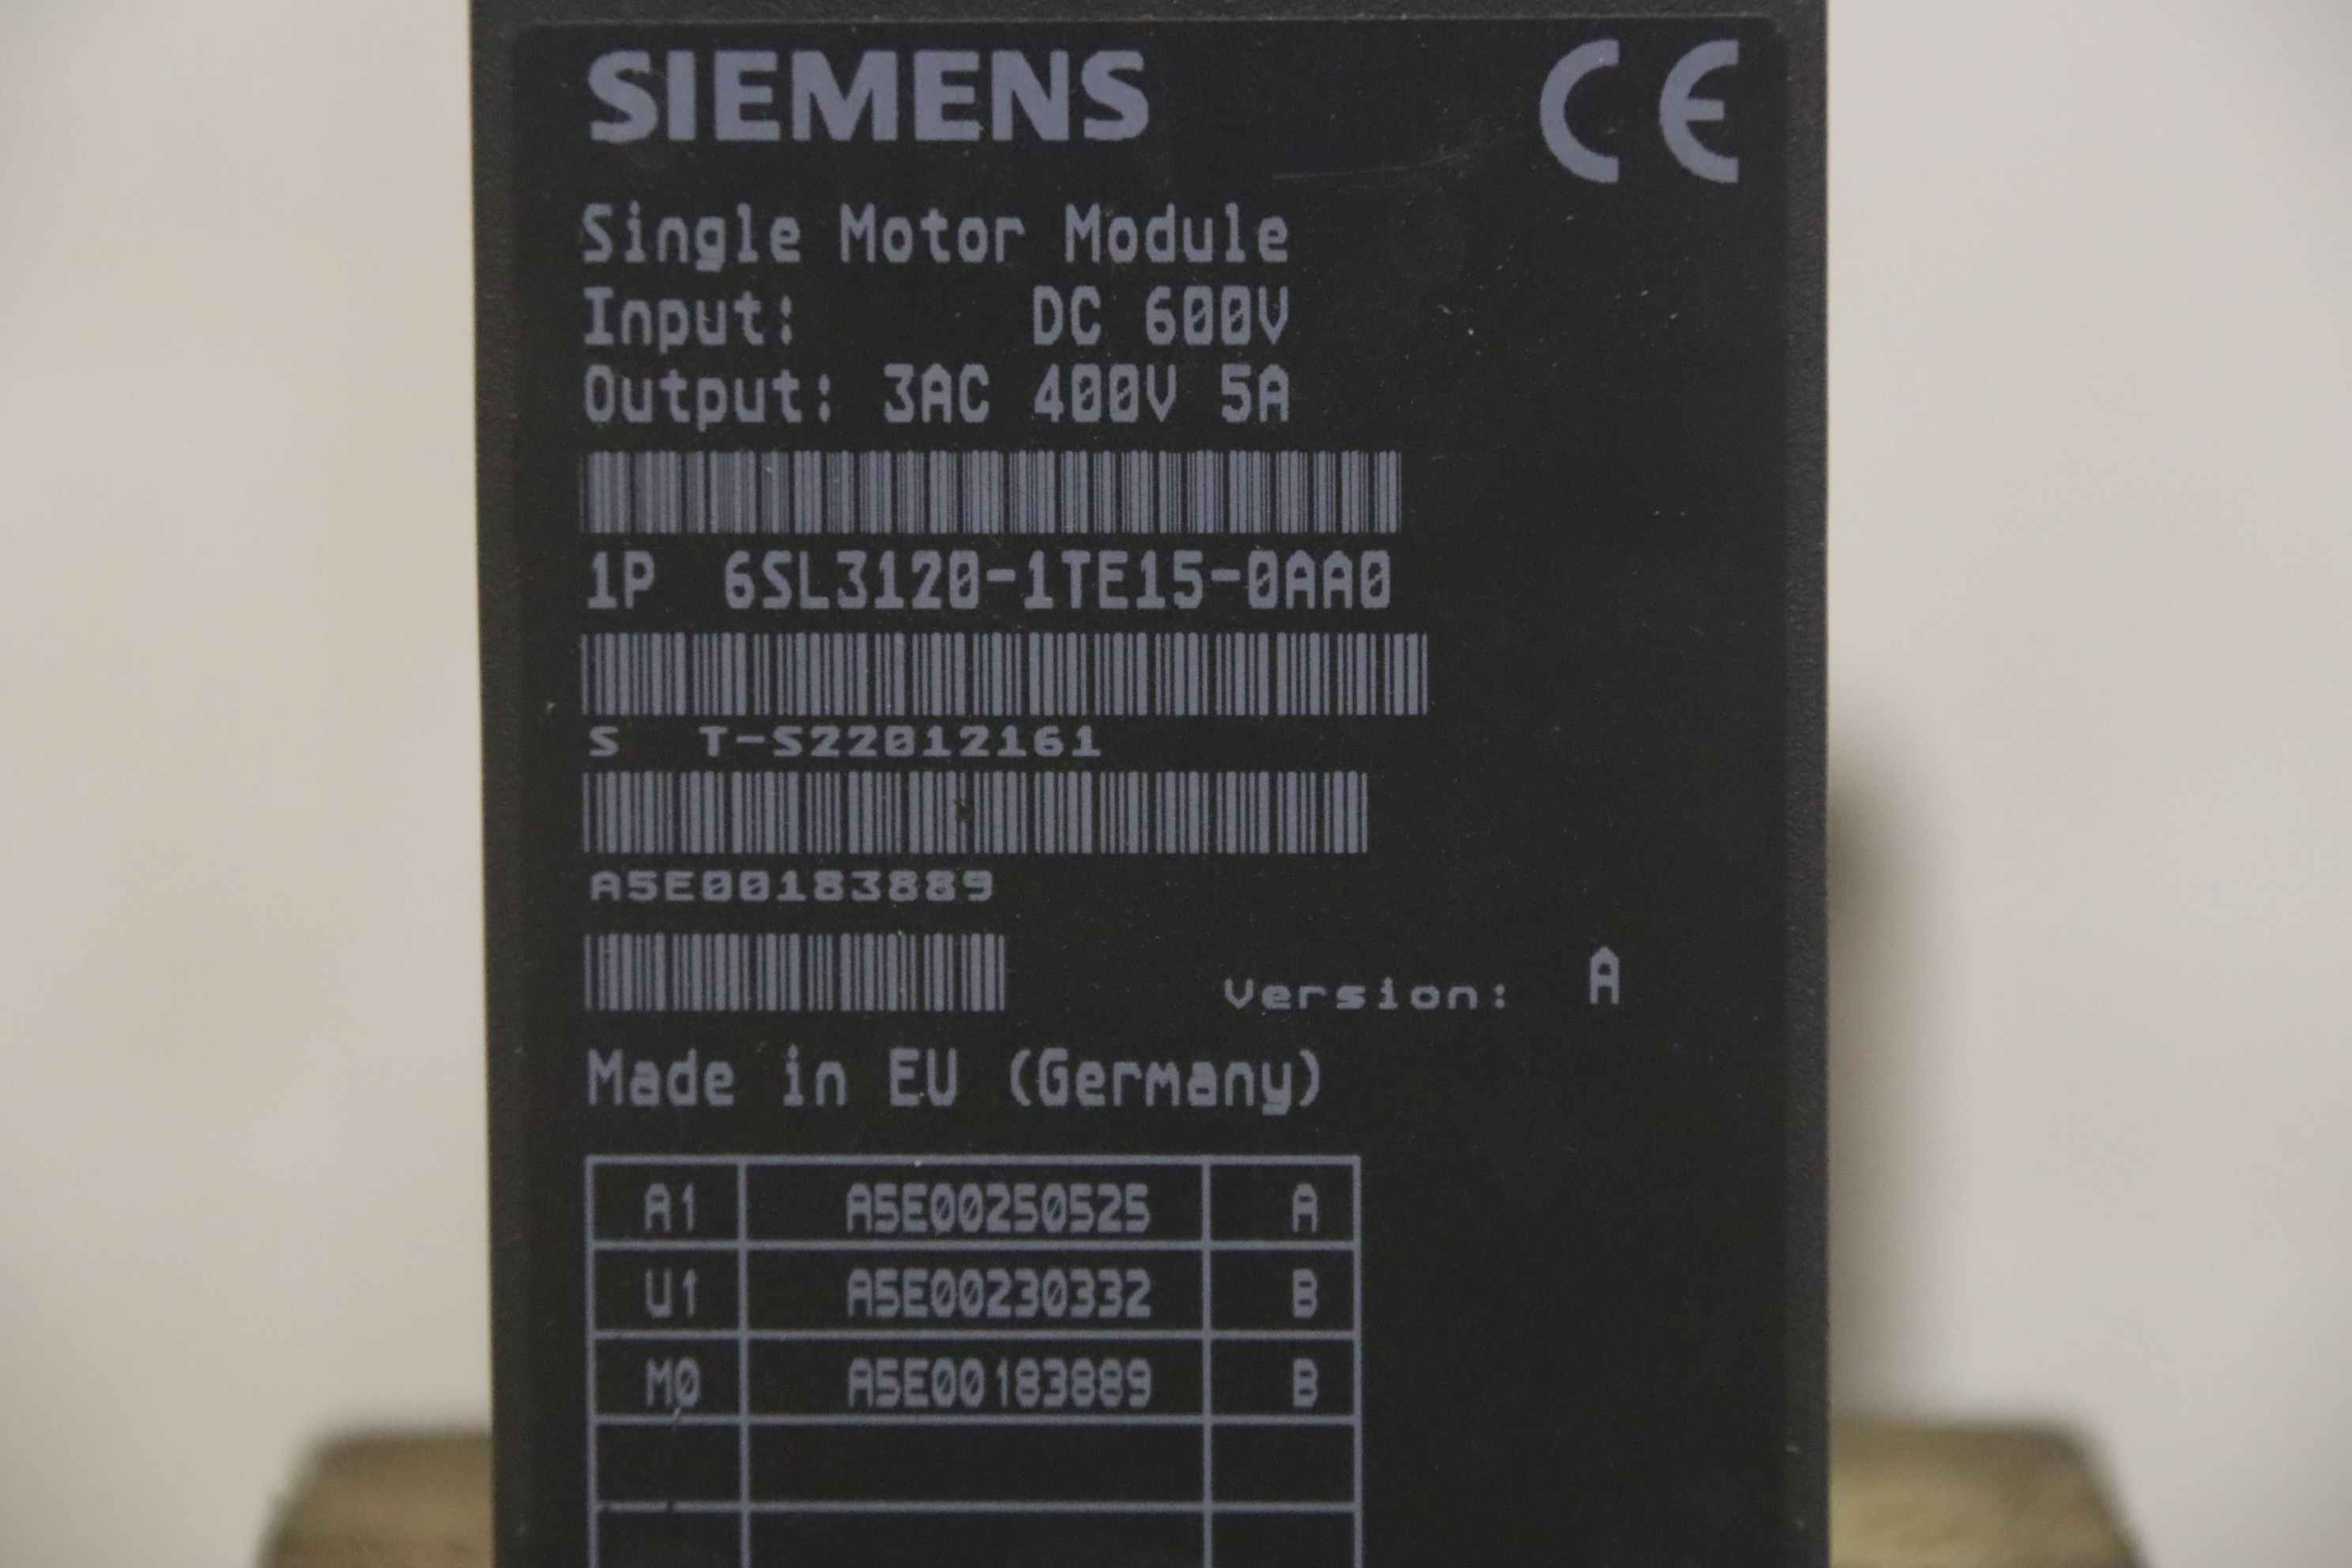 SIEMENS CE
Single Motor Module
Input: DC 600V
Output: 3AC 400V 5A
1P 6SL3120-1TE15-0AA0
S T-S22012161
A5E00183889
Version: A
Made in EU (Germany)
A1 A5E00250525 A
U1 A5E00230332 B
M0 A5E00183889 B